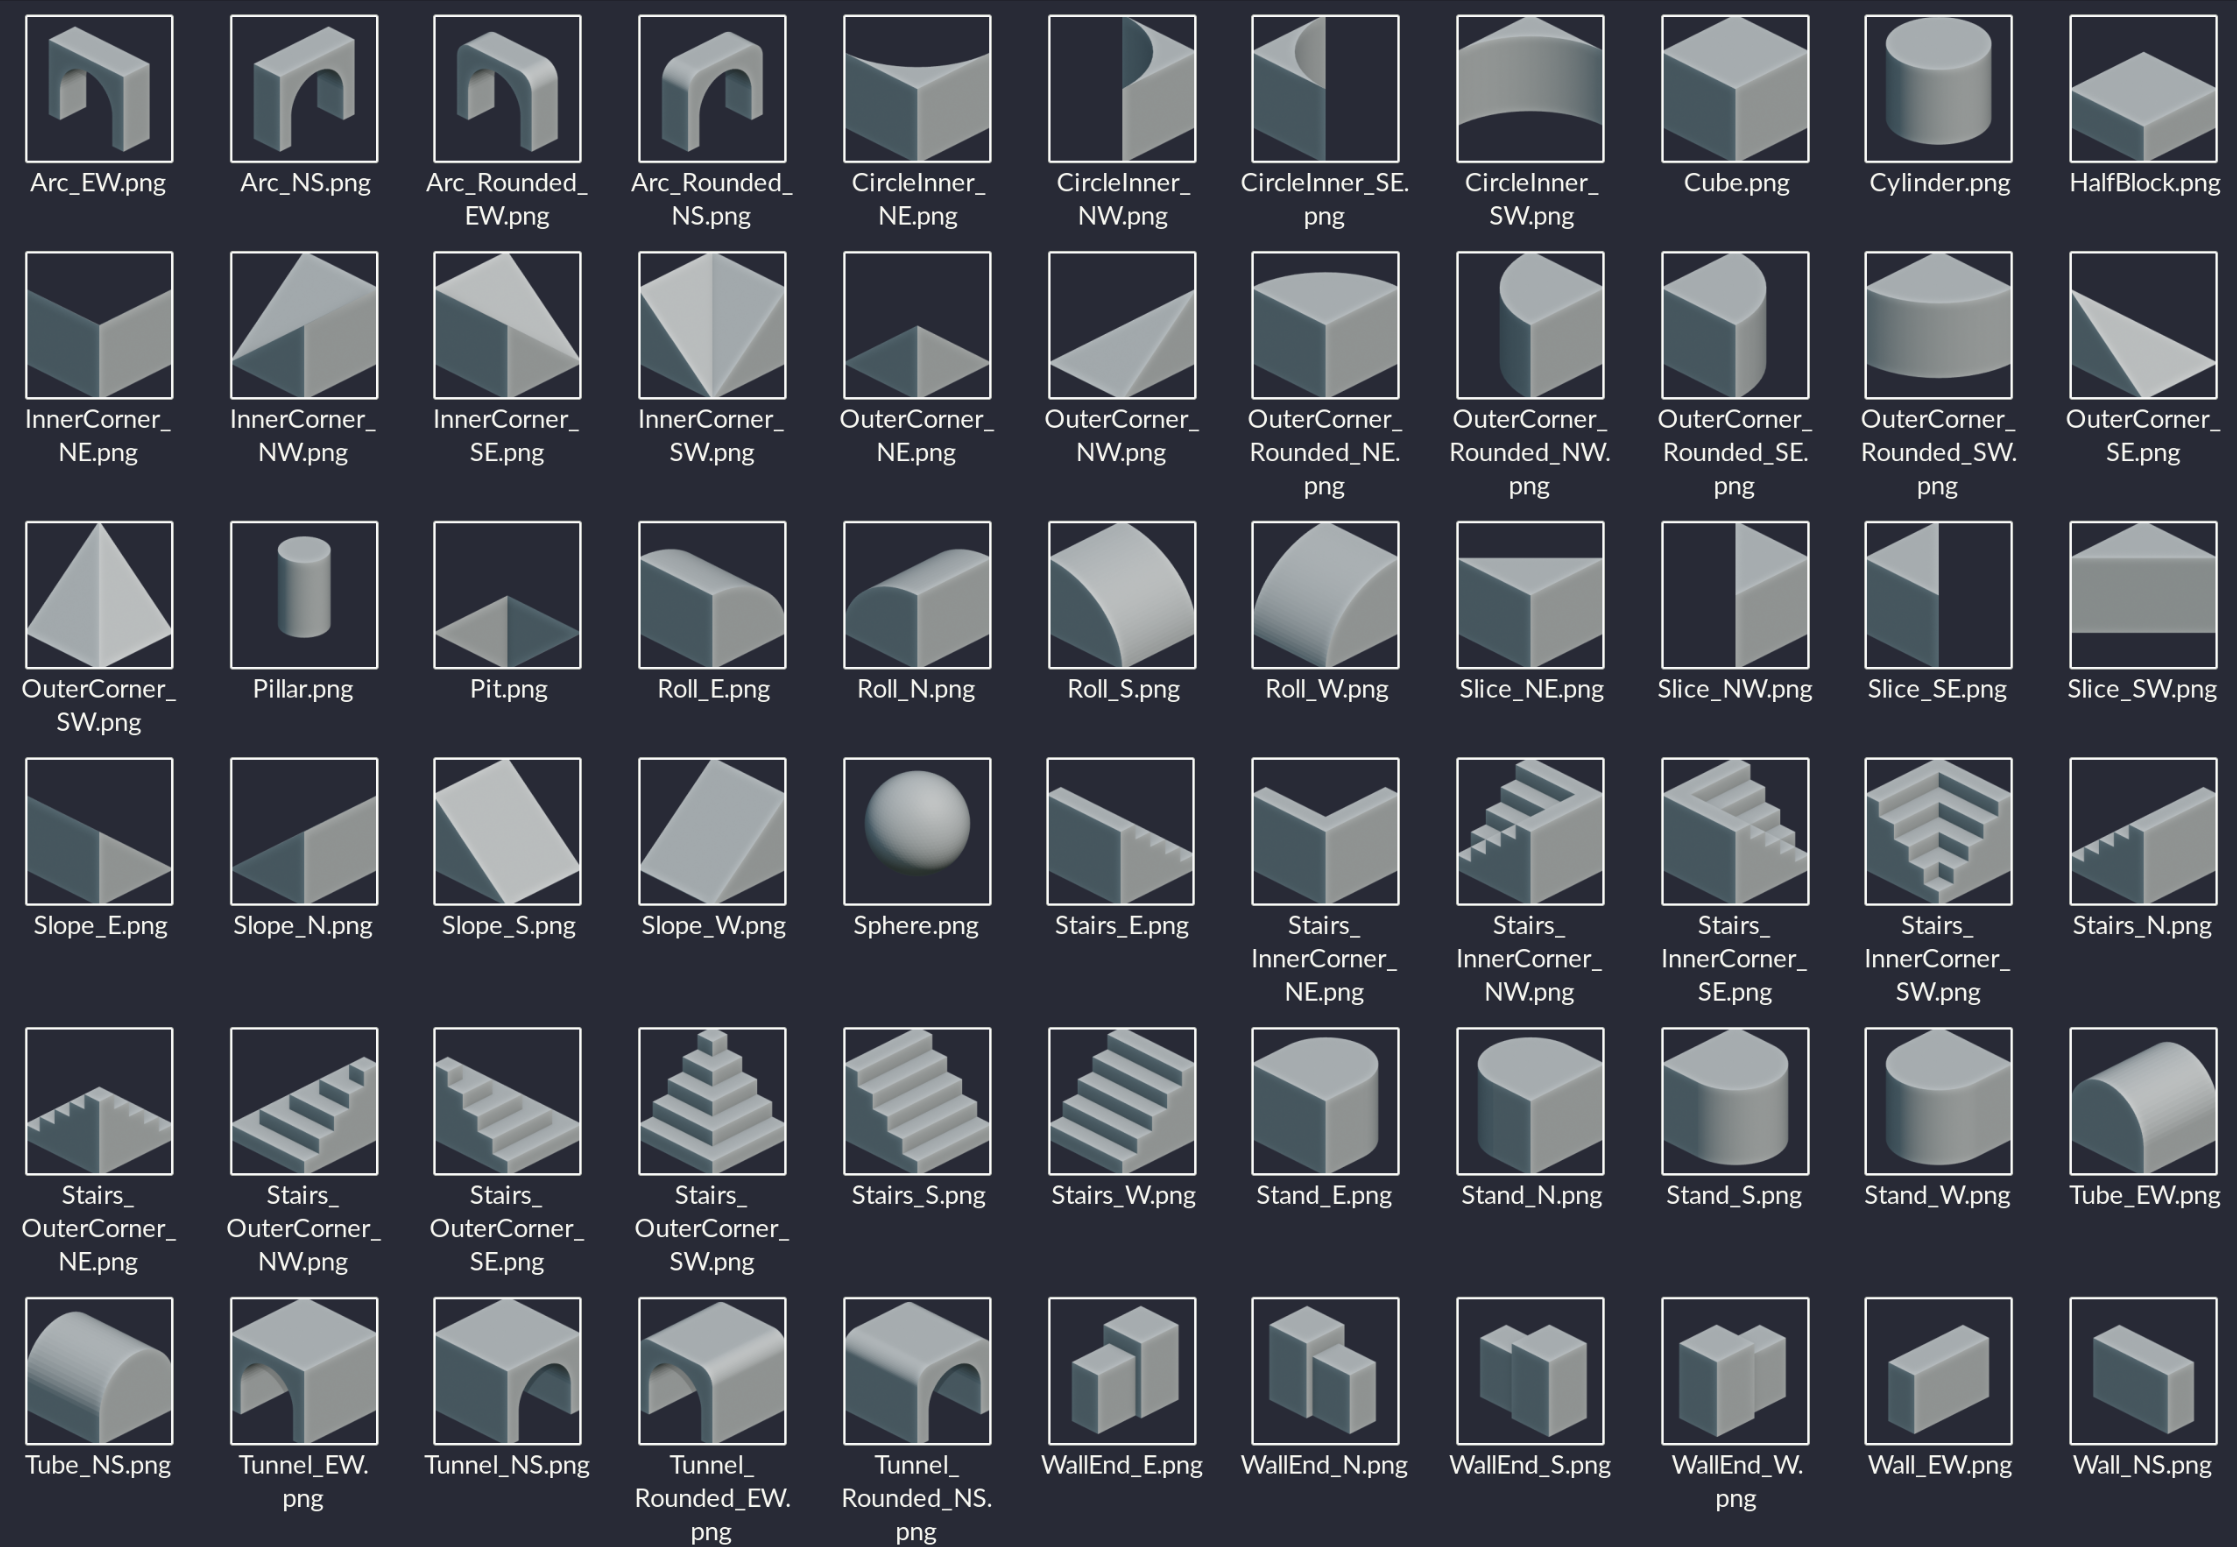 Arc_EW.png
Arc_NS.png
Arc_Rounded_
EW.png
Arc_Rounded_
NS.png
CircleInner_
NE.png
CircleInner_
NW.png
CircleInner_SE.
png
CircleInner_
SW.png
Cube.png
Cylinder.png
HalfBlock.png
InnerCorner_
NE.png
InnerCorner_
NW.png
InnerCorner_
SE.png
InnerCorner_
SW.png
OuterCorner_
NE.png
OuterCorner_
NW.png
OuterCorner_
Rounded_NE.
png
OuterCorner_
Rounded_NW.
png
OuterCorner_
Rounded_SE.
png
OuterCorner_
Rounded_SW.
png
OuterCorner_
SE.png
OuterCorner_
SW.png
Pillar.png
Pit.png
Roll_E.png
Roll_N.png
Roll_S.png
Roll_W.png
Slice_NE.png
Slice_NW.png
Slice_SE.png
Slice_SW.png
Slope_E.png
Slope_N.png
Slope_S.png
Slope_W.png
Sphere.png
Stairs_E.png
Stairs_
InnerCorner_
NE.png
Stairs_
InnerCorner_
NW.png
Stairs_
InnerCorner_
SE.png
Stairs_
InnerCorner_
SW.png
Stairs_N.png
Stairs_
OuterCorner_
NE.png
Stairs_
OuterCorner_
NW.png
Stairs_
OuterCorner_
SE.png
Stairs_
OuterCorner_
SW.png
Stairs_S.png
Stairs_W.png
Stand_E.png
Stand_N.png
Stand_S.png
Stand_W.png
Tube_EW.png
Tube_NS.png
Tunnel_EW.
png
Tunnel_NS.png
Tunnel_
Rounded_EW.
png
Tunnel_
Rounded_NS.
png
WallEnd_E.png
WallEnd_N.png
WallEnd_S.png
WallEnd_W.
png
Wall_EW.png
Wall_NS.png